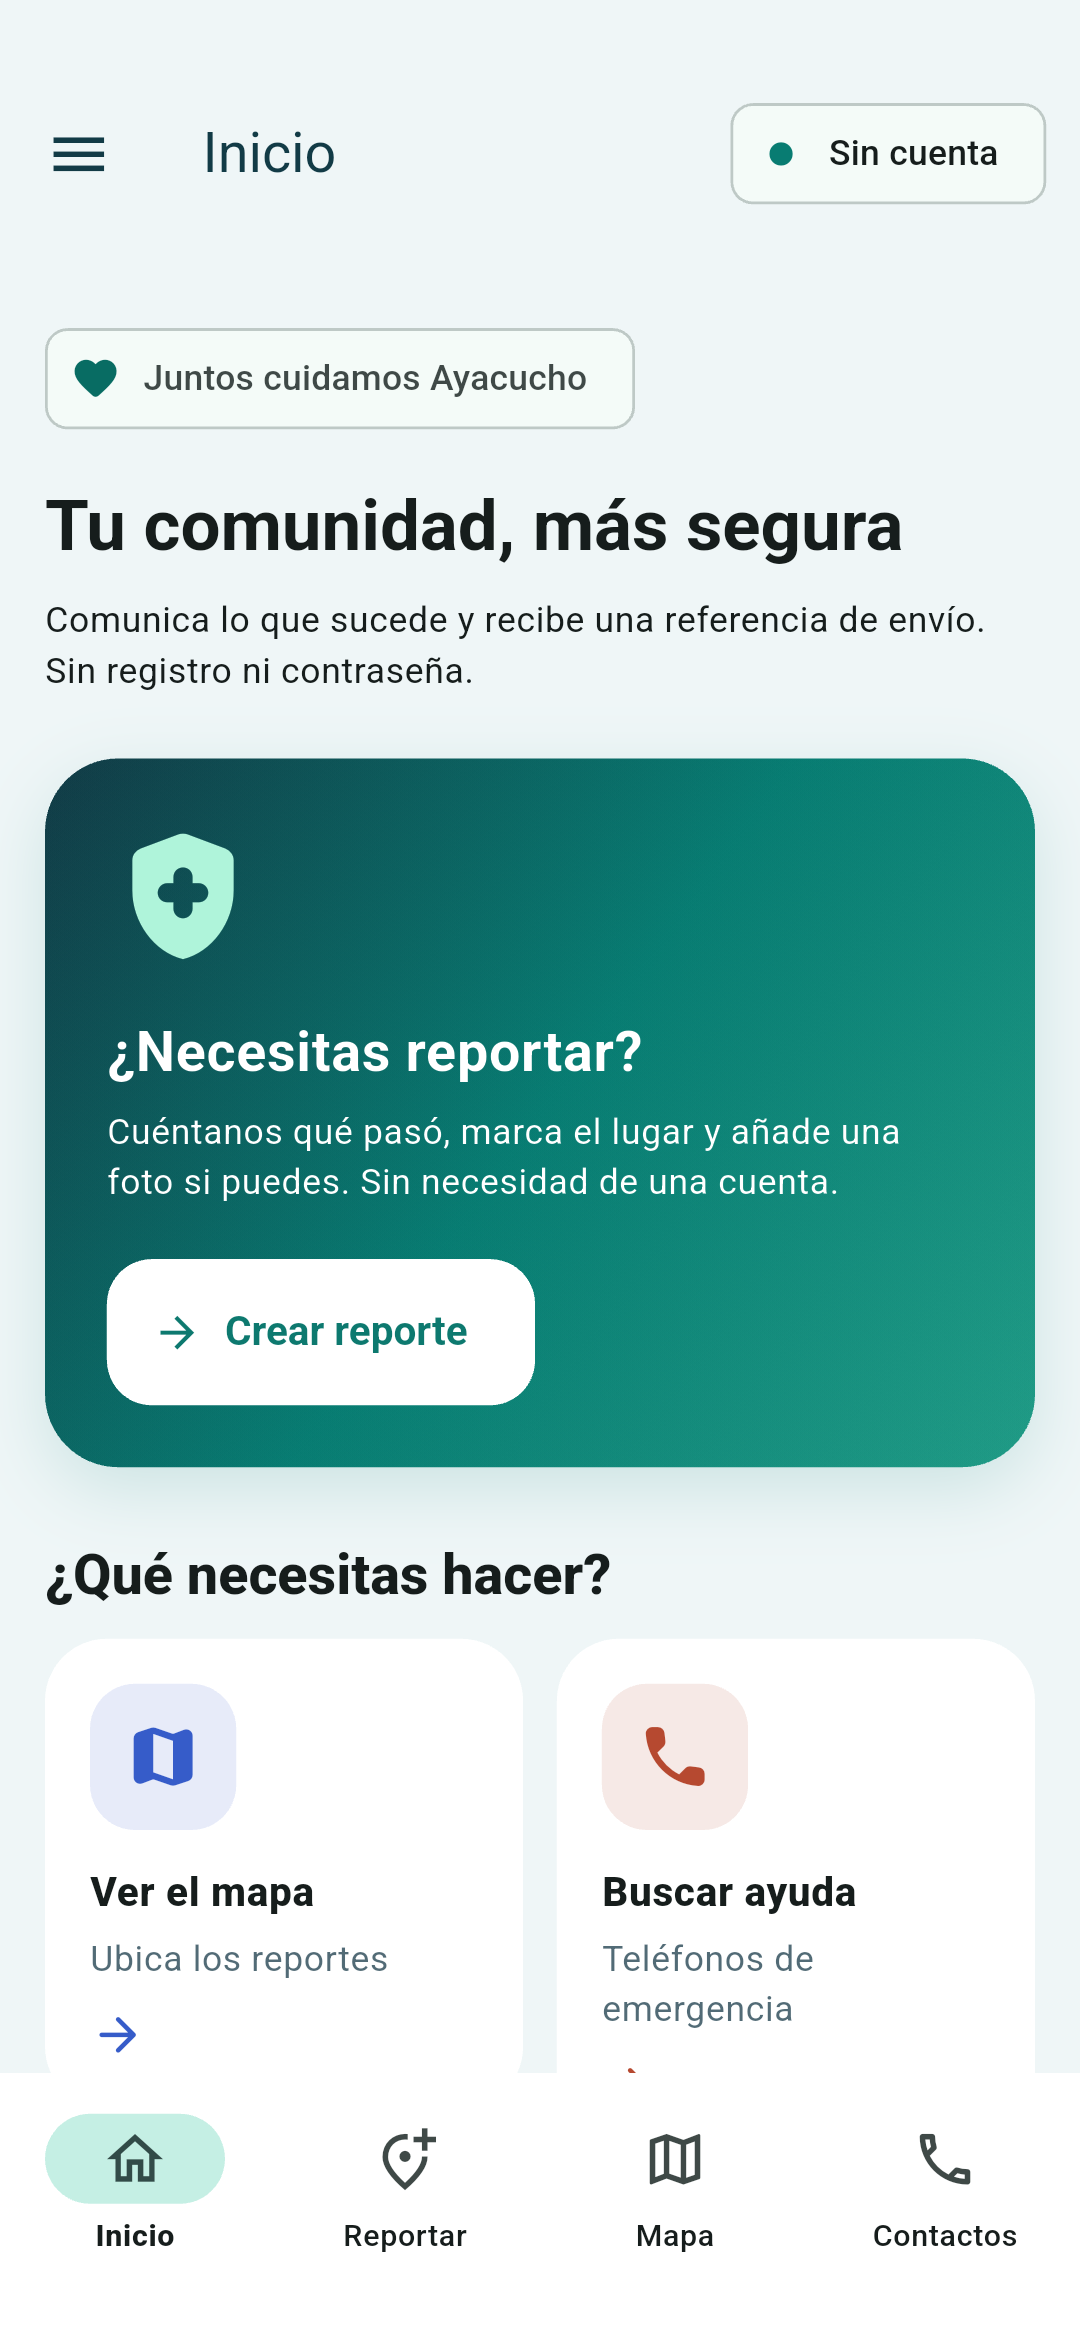 Inicio
Sin cuenta
Juntos cuidamos Ayacucho
Tu comunidad, más segura
Comunica lo que sucede y recibe una referencia de envío.
Sin registro ni contraseña.
¿Necesitas reportar?
Cuéntanos qué pasó, marca el lugar y añade una
foto si puedes. Sin necesidad de una cuenta.
Crear reporte
¿Qué necesitas hacer?
Ver el mapa
Ubica los reportes
Buscar ayuda
Teléfonos de
emergencia
Inicio
Reportar
Mapa
Contactos